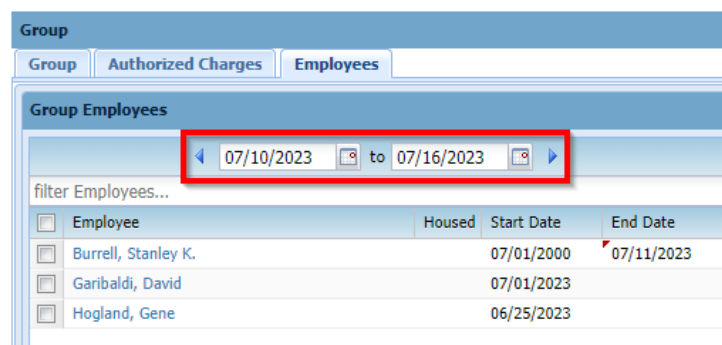 Group
Group Authorized Charges Employees
Group Employees
07/10/2023 to 07/16/2023
filter Employees...
Employee Housed Start Date End Date
Burrell, Stanley K. 07/01/2000 07/11/2023
Garibaldi, David 07/01/2023
Hogland, Gene 06/25/2023